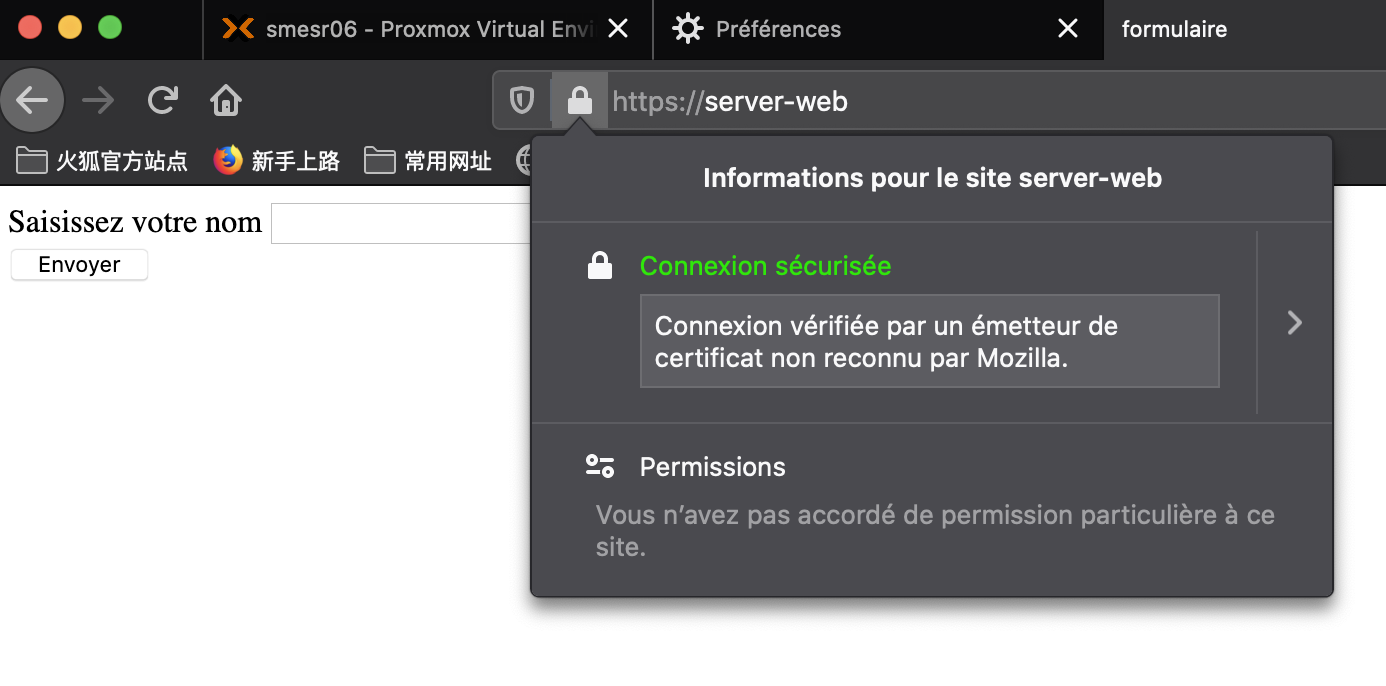 smesr06 - Proxmox Virtual Envi
Préférences
formulaire
https://server-web
火狐官方站点
新手上路
常用网址
Informations pour le site server-web
Saisissez votre nom
Envoyer
Connexion sécurisée
Connexion vérifiée par un émetteur de
certificat non reconnu par Mozilla.
Permissions
Vous n’avez pas accordé de permission particulière à ce
site.